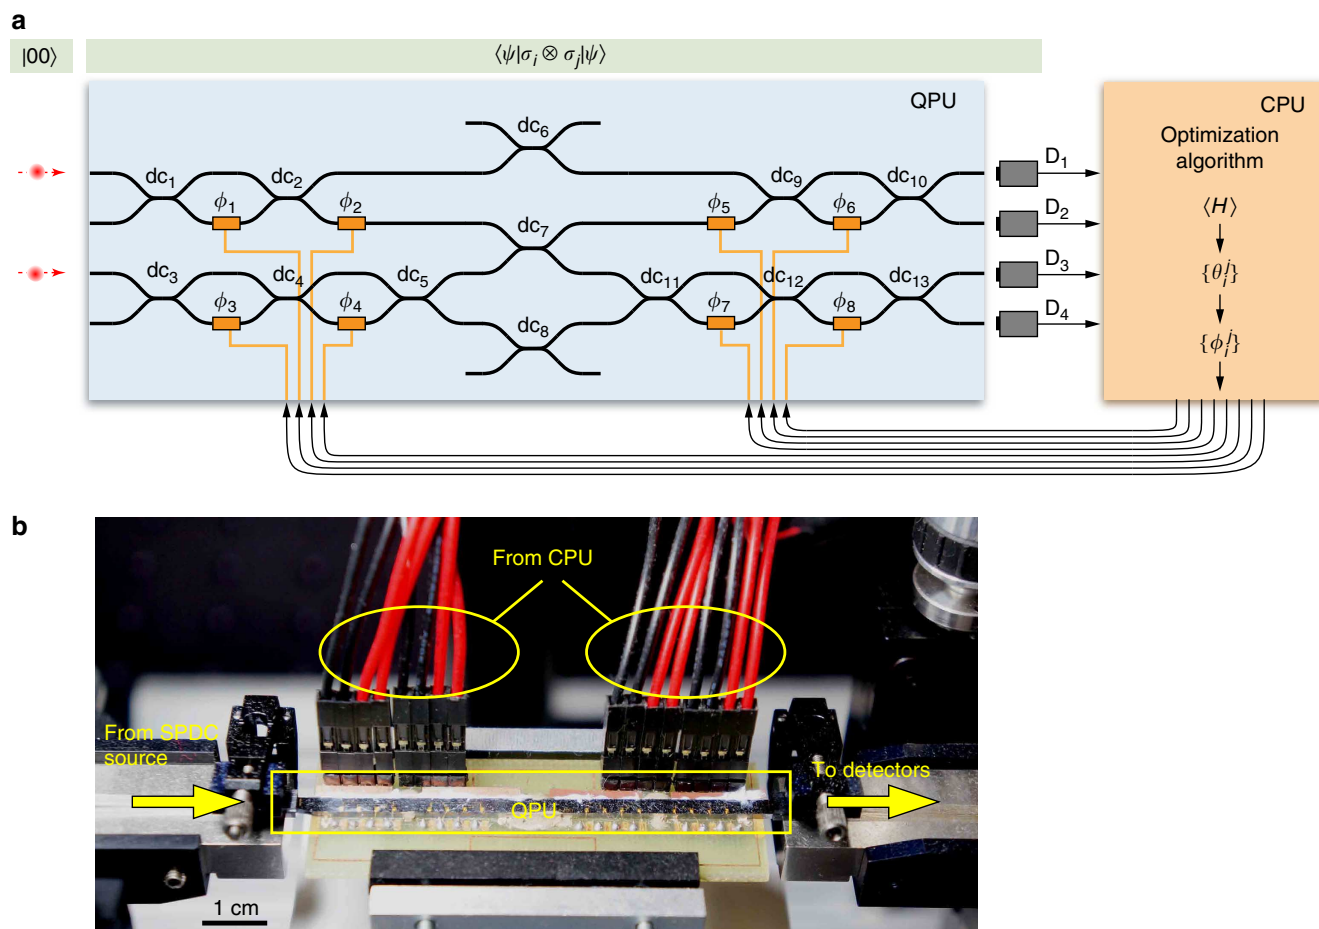 a
|00⟩
⟨ψ|σᵢ ⊗ σⱼ|ψ⟩
QPU
CPU
Optimization
algorithm
⟨H⟩
{θᵢʲ}
{ϕᵢʲ}
dc₆
dc₁
dc₂
dc₉
dc₁₀
D₁
ϕ₁
ϕ₂
ϕ₅
ϕ₆
D₂
dc₇
dc₃
dc₄
dc₅
dc₁₁
dc₁₂
dc₁₃
D₃
ϕ₃
ϕ₄
ϕ₇
ϕ₈
D₄
dc₈
b
From CPU
From SPDC
source
To detectors
QPU
1 cm